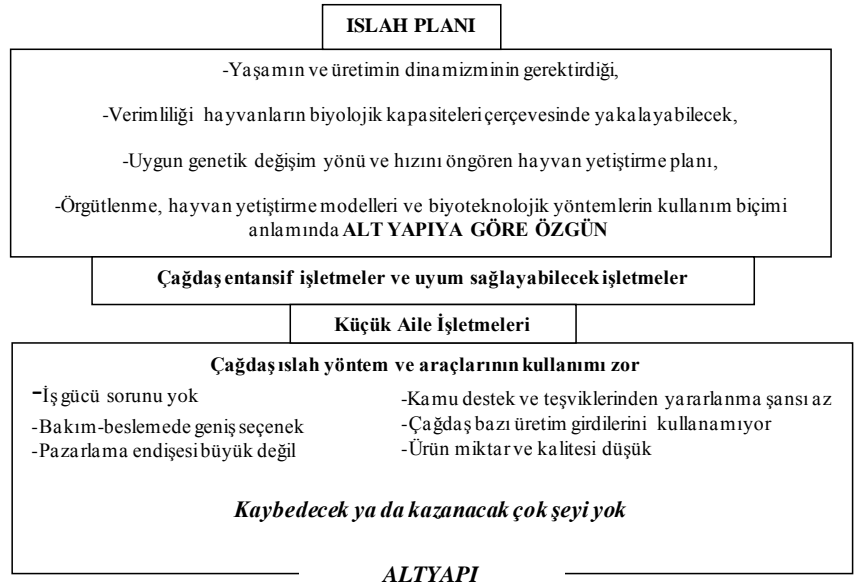 ISLAH PLANI
-Yaşamın ve üretimin dinamizminin gerektirdiği,
-Verimliliği hayvanların biyolojik kapasiteleri çerçevesinde yakalayabilecek,
-Uygun genetik değişim yönü ve hızını öngören hayvan yetiştirme planı,
-Örgütlenme, hayvan yetiştirme modelleri ve biyoteknolojik yöntemlerin kullanım biçimi
anlamında ALT YAPIYA GÖRE ÖZGÜN
Çağdaş entansif işletmeler ve uyum sağlayabilecek işletmeler
Küçük Aile İşletmeleri
Çağdaş ıslah yöntem ve araçlarının kullanımı zor
-İş gücü sorunu yok
-Bakım-beslemede geniş seçenek
-Pazarlama endişesi büyük değil
-Kamu destek ve teşviklerinden yararlanma şansı az
-Çağdaş bazı üretim girdilerini kullanamıyor
-Ürün miktar ve kalitesi düşük
Kaybedecek ya da kazanacak çok şeyi yok
ALTYAPI